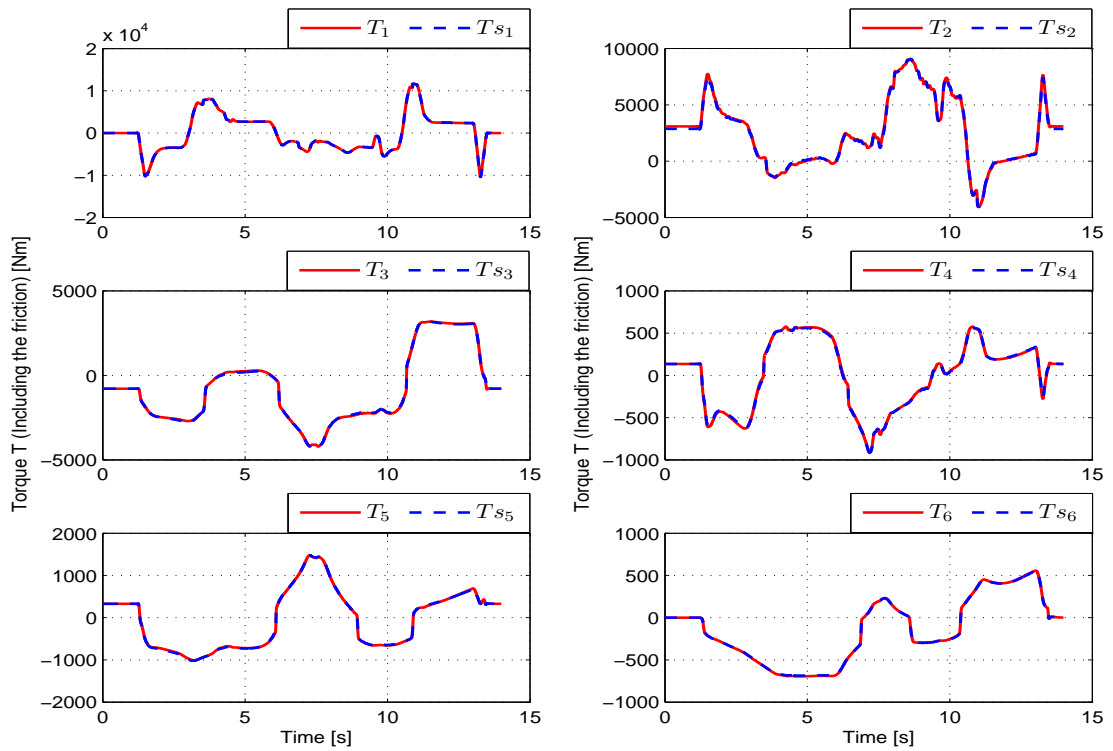 T₁ Ts₁
x 10⁴
2
1
0
−1
−2
0 5 10 15
T₂ Ts₂
10000
5000
0
−5000
0 5 10 15
T₃ Ts₃
5000
0
−5000
0 5 10 15
T₄ Ts₄
1000
500
0
−500
−1000
0 5 10 15
T₅ Ts₅
2000
1000
0
−1000
−2000
0 5 10 15
Time [s]
T₆ Ts₆
1000
500
0
−500
−1000
0 5 10 15
Time [s]
Torque T (Including the friction) [Nm]
Torque T (Including the friction) [Nm]